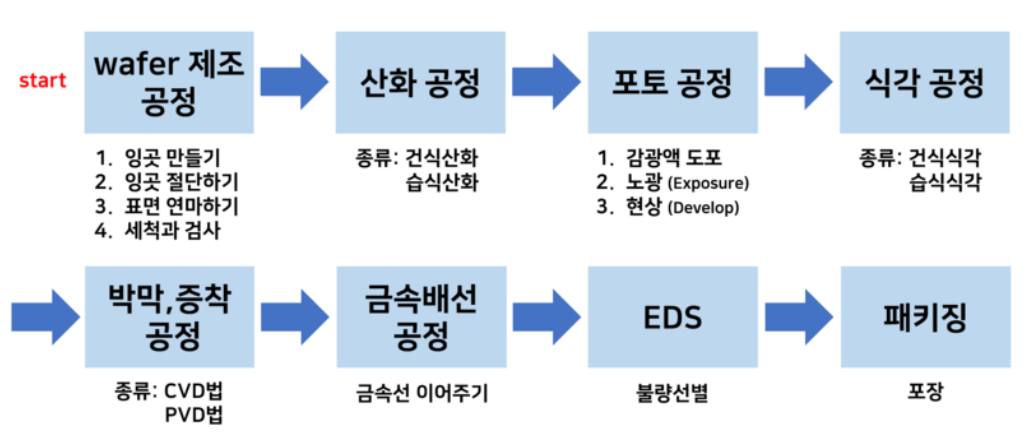 start
wafer 제조
공정
산화 공정
포토 공정
식각 공정
1. 잉곳 만들기
2. 잉곳 절단하기
3. 표면 연마하기
4. 세척과 검사
종류: 건식산화
습식산화
1. 감광액 도포
2. 노광 (Exposure)
3. 현상 (Develop)
종류: 건식식각
습식식각
박막,증착
공정
금속배선
공정
EDS
패키징
종류: CVD법
PVD법
금속선 이어주기
불량선별
포장